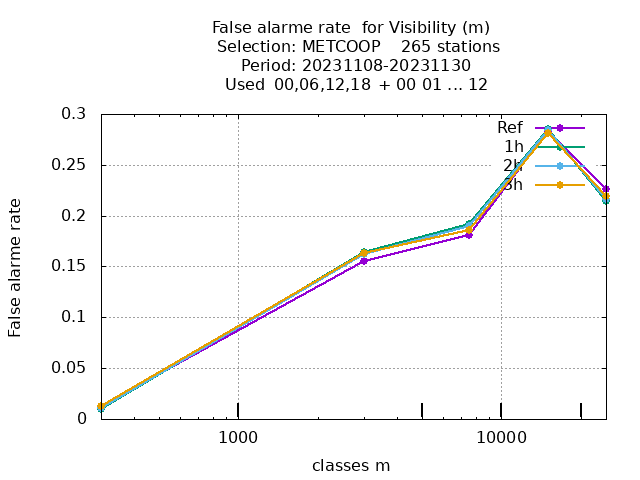 False alarme rate  for Visibility (m)
Selection: METCOOP    265 stations
Period: 20231108-20231130
Used  00,06,12,18  + 00 01 ... 12
0.3
0.25
0.2
0.15
0.1
0.05
0
False alarme rate
Ref
1h
2h
3h
1000
10000
classes m